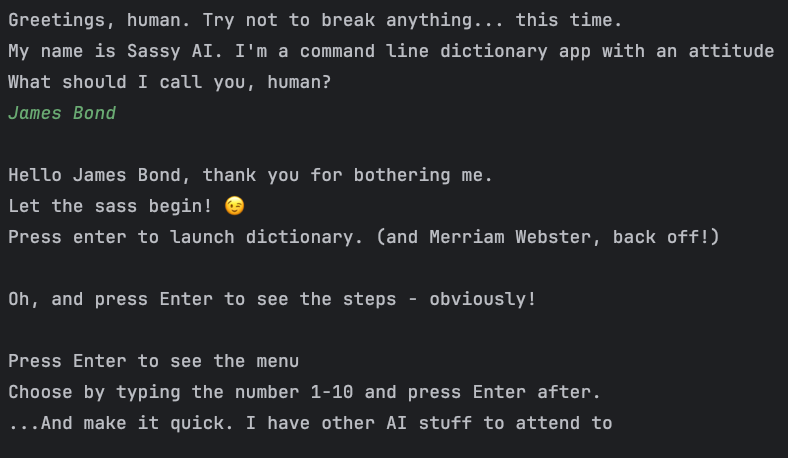 Greetings, human. Try not to break anything... this time.
My name is Sassy AI. I'm a command line dictionary app with an attitude
What should I call you, human?
James Bond
Hello James Bond, thank you for bothering me.
Let the sass begin! 😉
Press enter to launch dictionary. (and Merriam Webster, back off!)
Oh, and press Enter to see the steps - obviously!
Press Enter to see the menu
Choose by typing the number 1-10 and press Enter after.
...And make it quick. I have other AI stuff to attend to